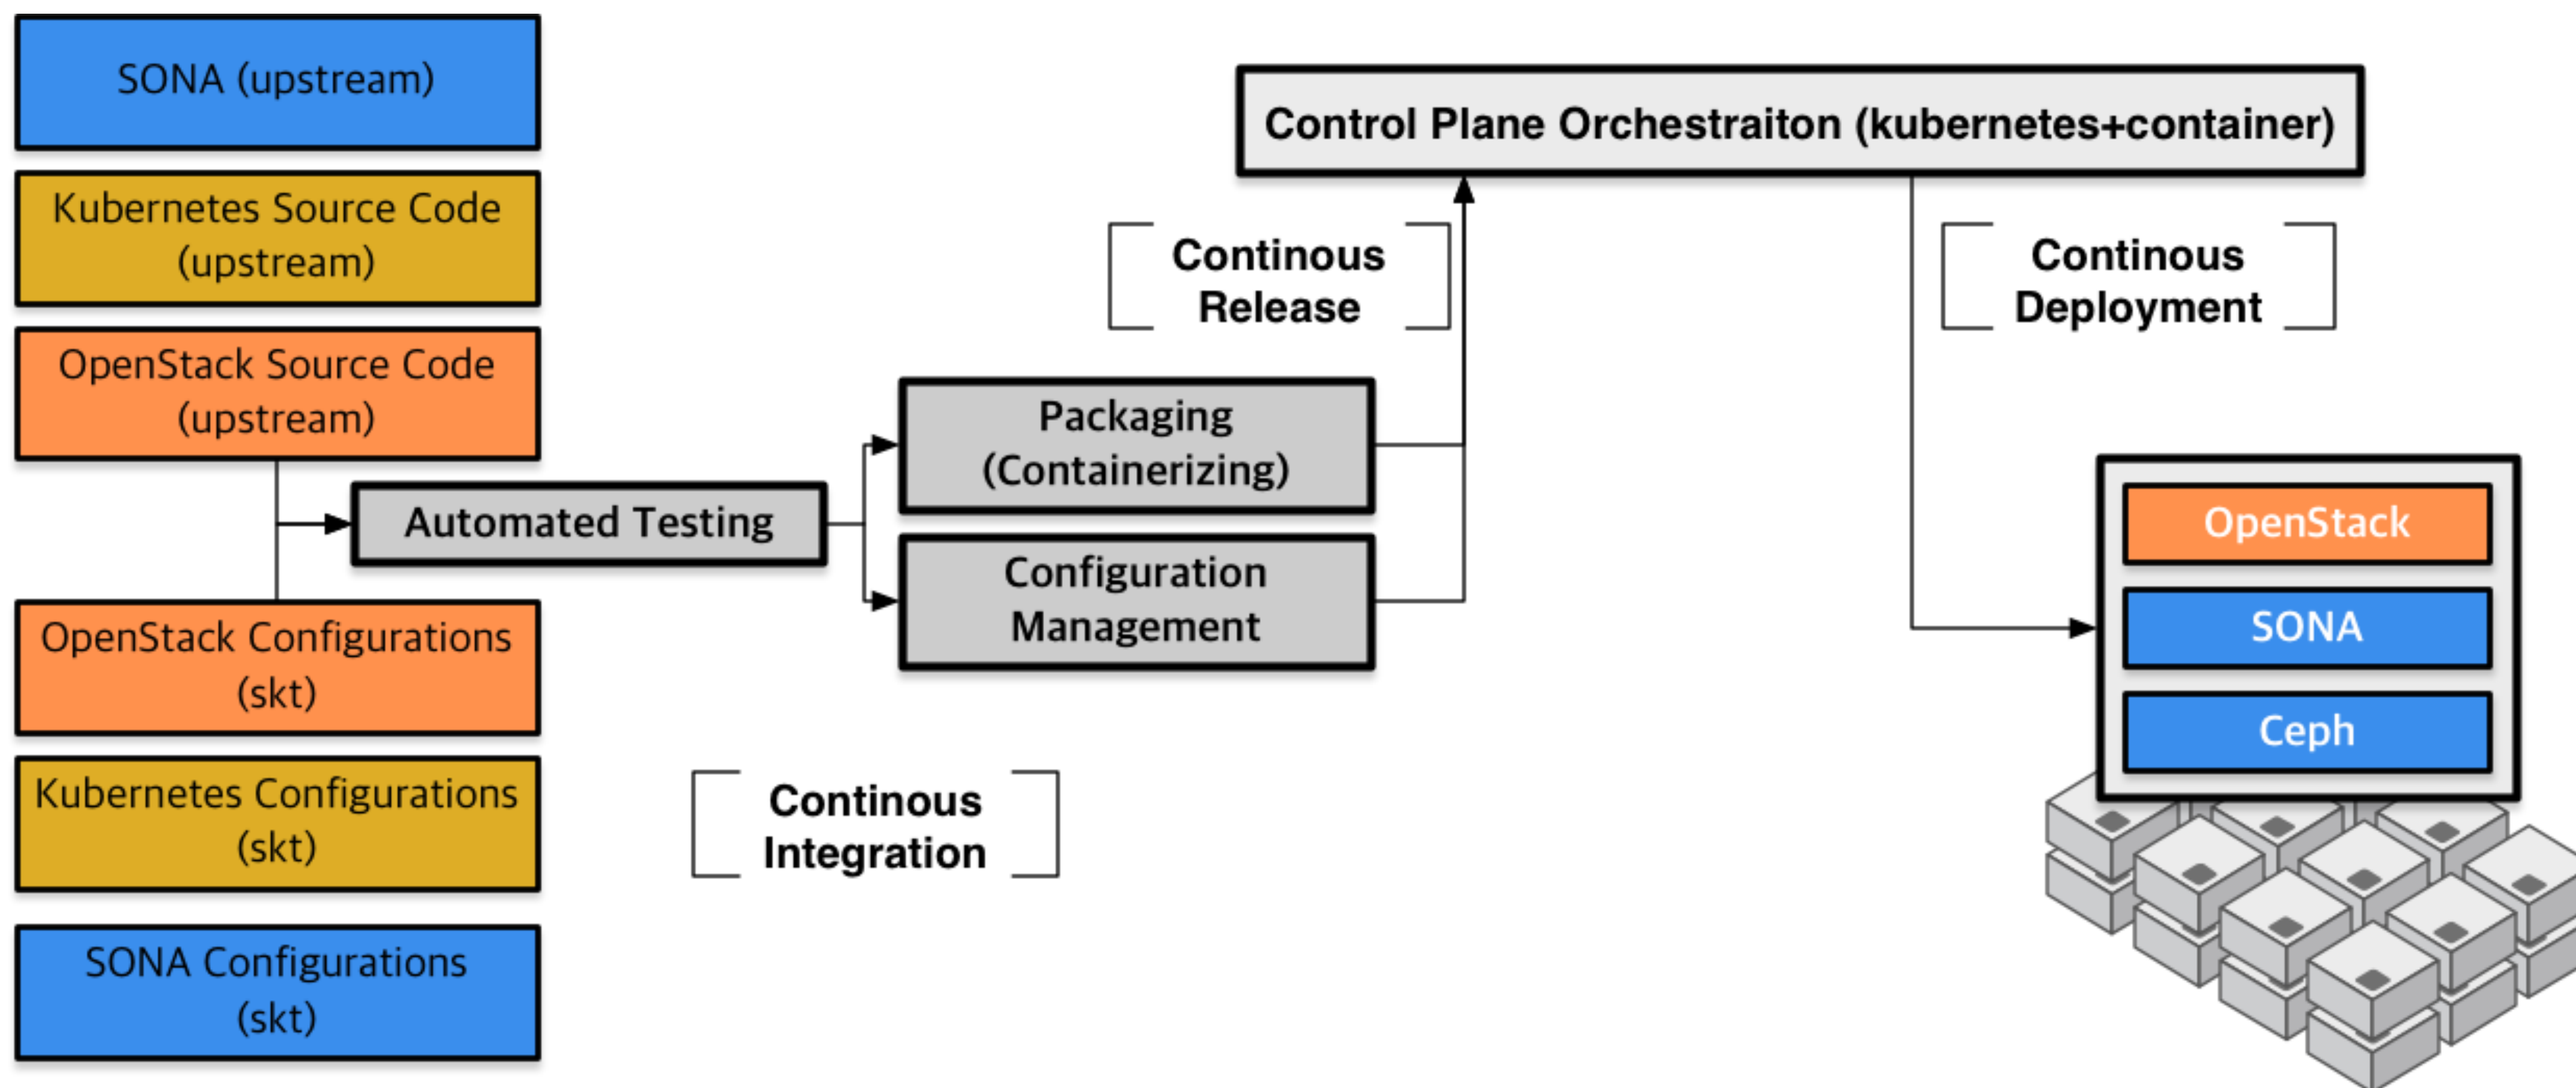 SONA (upstream)
Kubernetes Source Code
(upstream)
OpenStack Source Code
(upstream)
OpenStack Configurations
(skt)
Kubernetes Configurations
(skt)
SONA Configurations
(skt)
Automated Testing
Packaging
(Containerizing)
Configuration
Management
Continous
Integration
Continous
Release
Control Plane Orchestraiton (kubernetes+container)
Continous
Deployment
OpenStack
SONA
Ceph